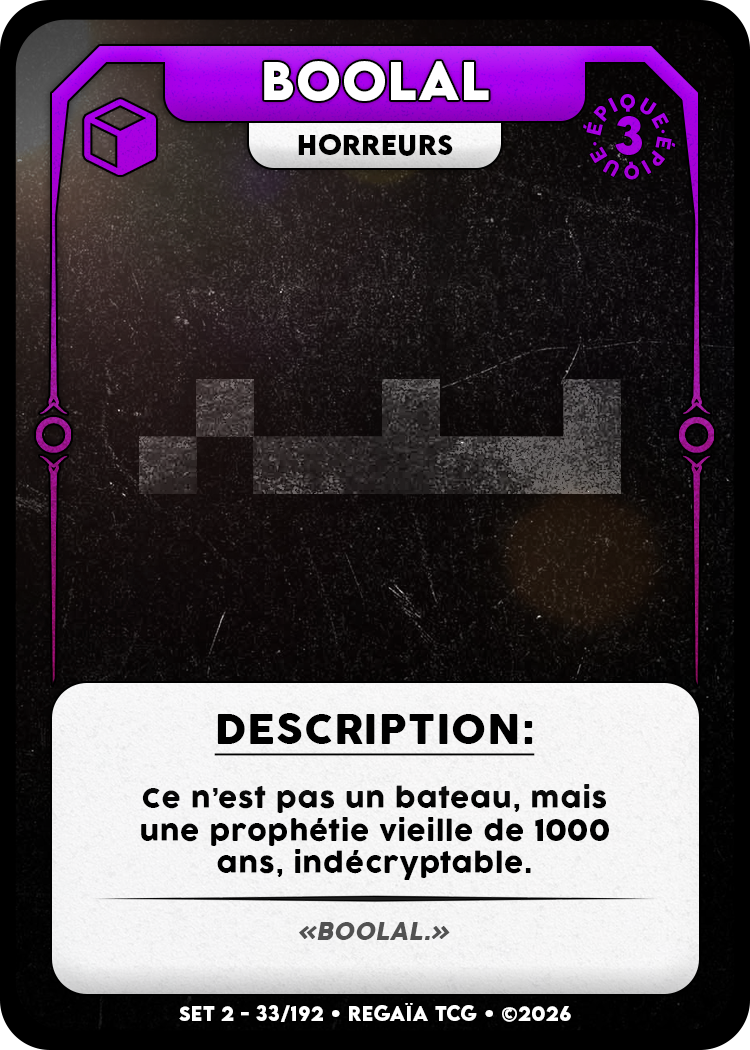 BOOLAL
HORREURS
ÉPIQUE·ÉPIQUE·
3
DESCRIPTION:
Ce n'est pas un bateau, mais
une prophétie vieille de 1000
ans, indécryptable.
«BOOLAL.»
SET 2 - 33/192 • REGAÏA TCG • ©2026